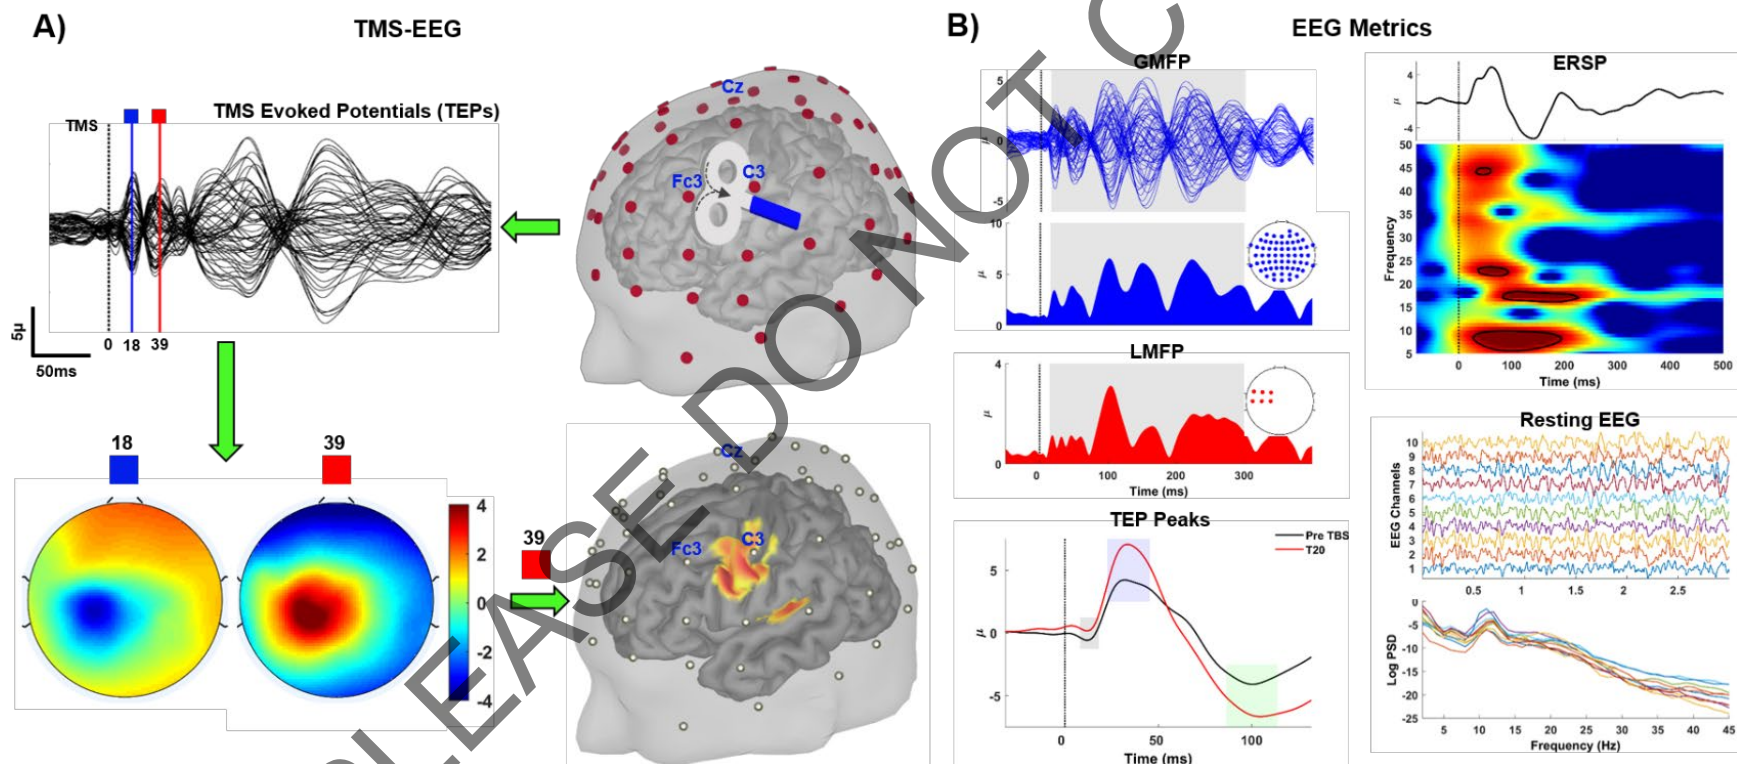 A)
TMS-EEG
TMS Evoked Potentials (TEPs)
TMS
0 18 39
5µ
50ms
Cz
Fc3
C3
18
39
4
2
0
-2
-4
39
Cz
Fc3
C3
B)
EEG Metrics
GMFP
5
0
-5
µ
10
5
0
µ
LMFP
4
2
0
µ
0 100 200 300
Time (ms)
TEP Peaks
Pre TBS
T20
5
0
-5
µ
0 50 100
Time (ms)
ERSP
4
-4
µ
50
45
40
35
30
25
20
15
10
5
Frequency
0 100 200 300 400 500
Time (ms)
Resting EEG
10
9
8
7
6
5
4
3
2
1
EEG Channels
0.5 1 1.5 2 2.5
0
-5
-10
-15
-20
-25
Log PSD
5 10 15 20 25 30 35 40 45
Frequency (Hz)
PLEASE DO NOT C